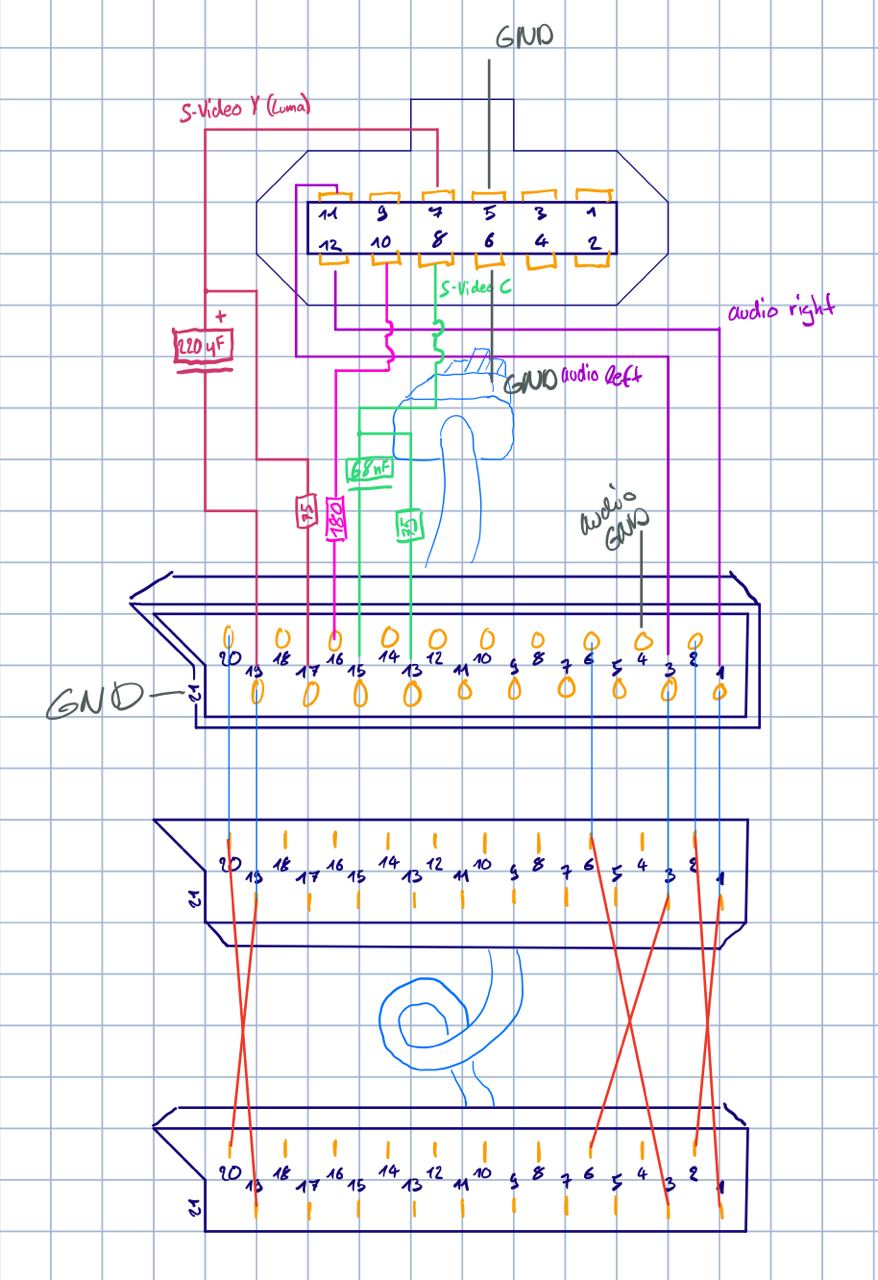 GND
S-Video Y (Luma)
11 9 7 5 3 1
12 10 8 6 4 2
S-Video C
audio right
+
220 µF
GND audio left
68nF
75
180
75
audio
GND
20 18 16 14 12 10 8 6 4 2
19 17 15 13 11 9 7 5 3 1
21
GND
20 18 16 14 12 10 8 6 4 2
19 17 15 13 11 9 7 5 3 1
21
20 18 16 14 12 10 8 6 4 2
19 17 15 13 11 9 7 5 3 1
21